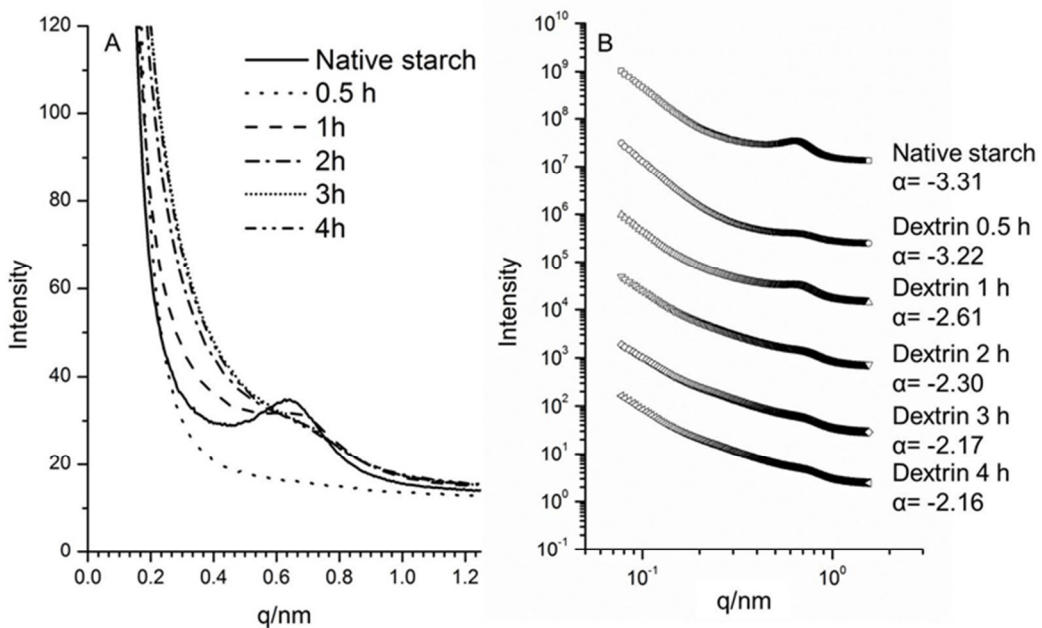 A
Intensity
120
100
80
60
40
20
0
0.0 0.2 0.4 0.6 0.8 1.0 1.2
q/nm
Native starch
0.5 h
1h
2h
3h
4h
B
Intensity
10^10
10^9
10^8
10^7
10^6
10^5
10^4
10^3
10^2
10^1
10^0
10^-1
10^-1 10^0
q/nm
Native starch
α= -3.31
Dextrin 0.5 h
α= -3.22
Dextrin 1 h
α= -2.61
Dextrin 2 h
α= -2.30
Dextrin 3 h
α= -2.17
Dextrin 4 h
α= -2.16